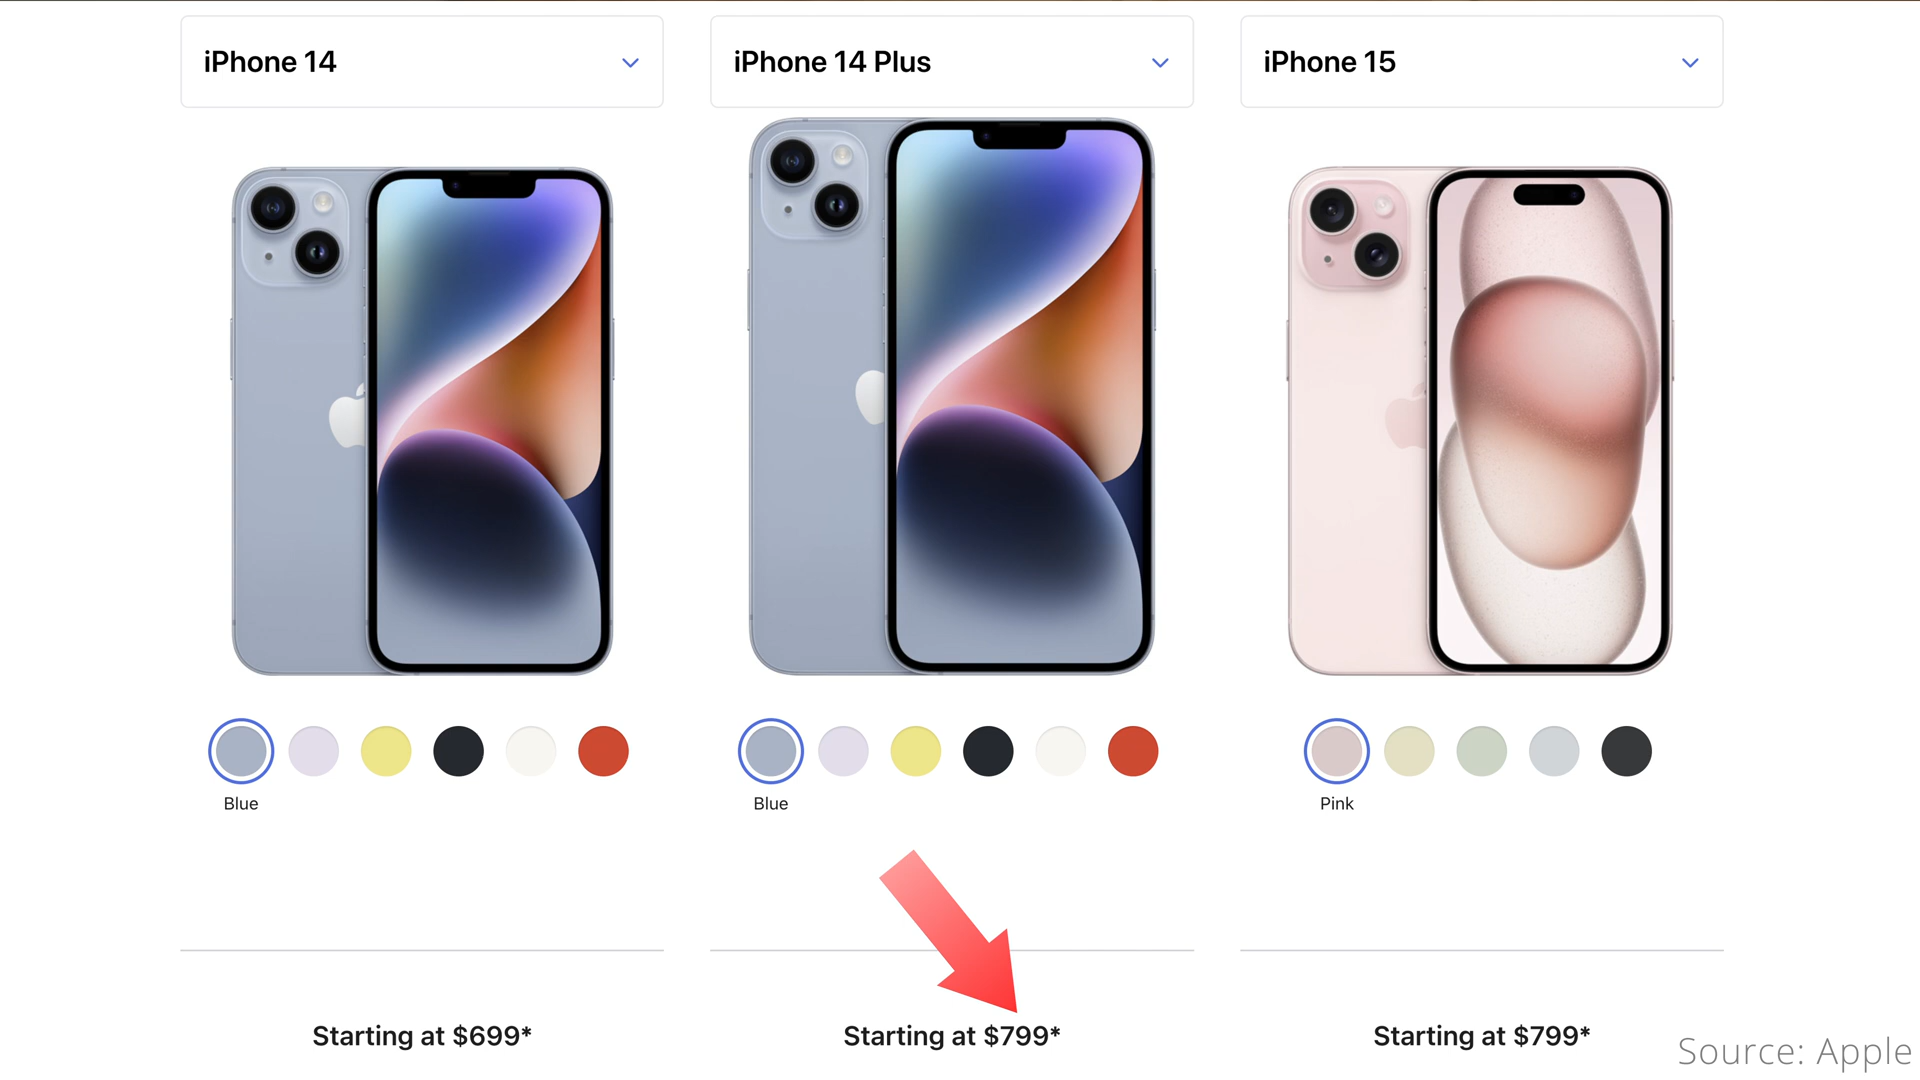 iPhone 14
iPhone 14 Plus
iPhone 15
Blue
Blue
Pink
Starting at $699*
Starting at $799*
Starting at $799*
Source: Apple